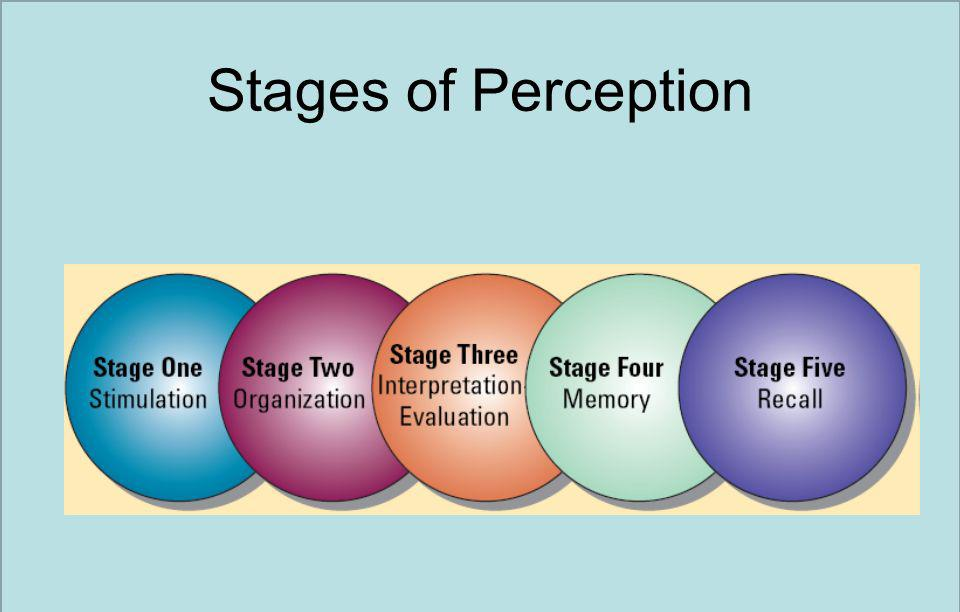 Stages of Perception
Stage One
Stimulation
Stage Two
Organization
Stage Three
Interpretation-
Evaluation
Stage Four
Memory
Stage Five
Recall